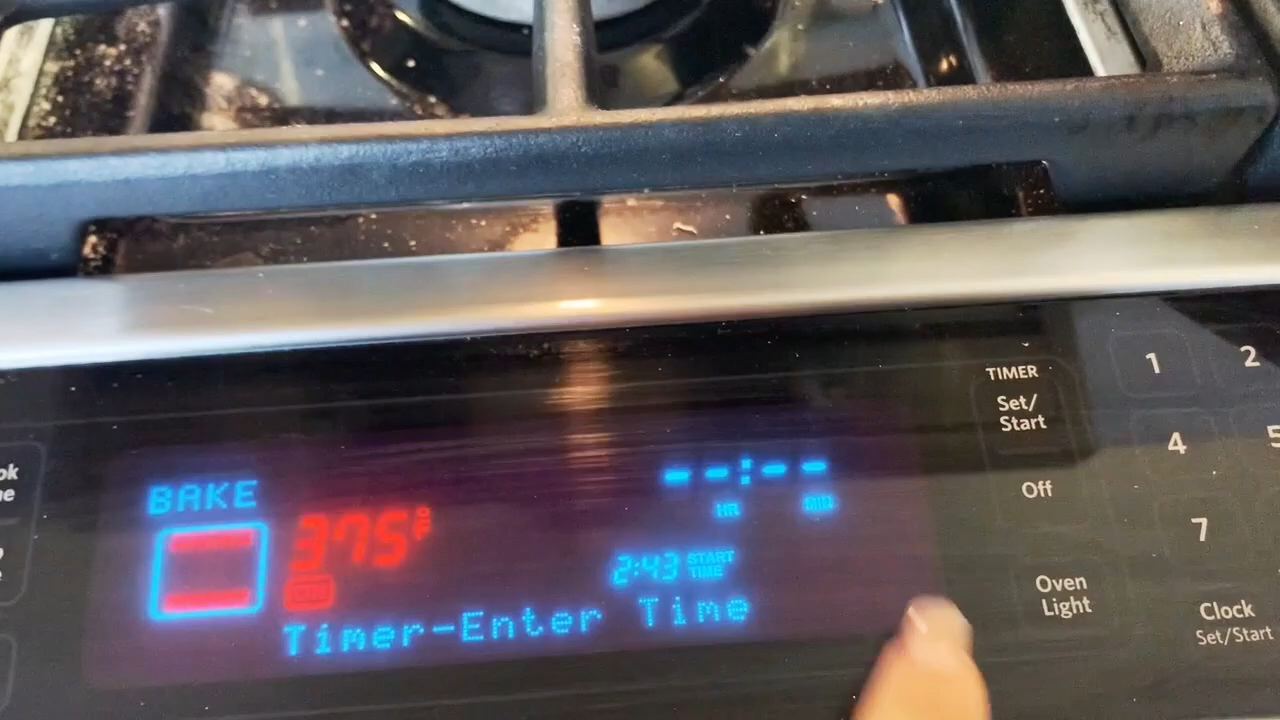 TIMER
Set/
Start
Off
Oven
Light
1
2
4
5
7
Clock
Set/Start
BAKE
375°F
--:--
HR MIN
2:43 START
TIME
Timer-Enter Time